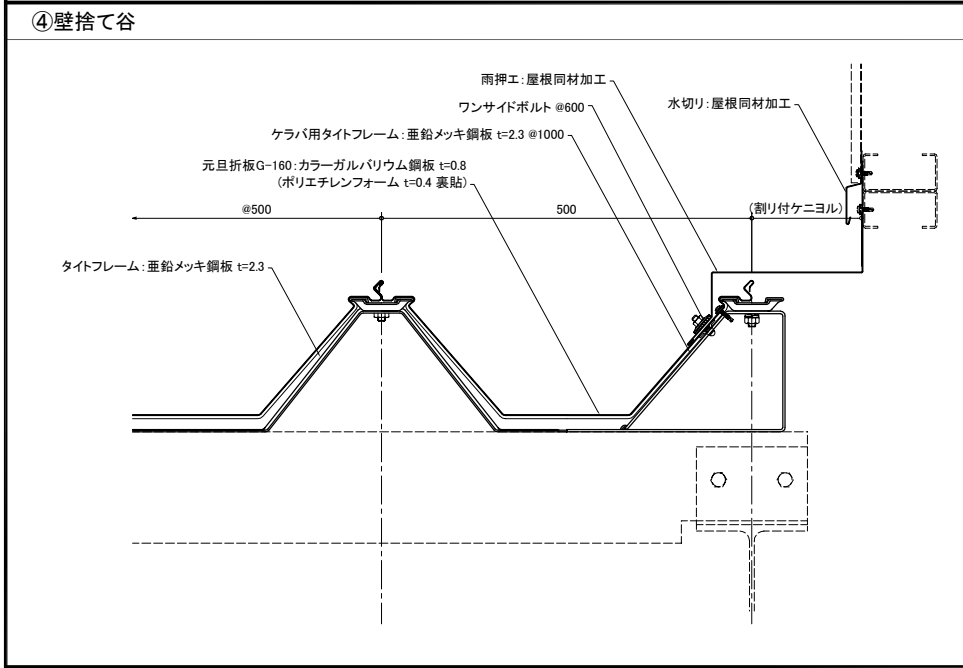 ④壁捨て谷
雨押エ:屋根同材加工
ワンサイドボルト @600
水切リ:屋根同材加工
ケラバ用タイトフレーム:亜鉛メッキ鋼板 t=2.3 @1000
元旦折板G-160:カラーガルバリウム鋼板 t=0.8
(ポリエチレンフォーム t=0.4 裏貼)
@500
500
(割リ付ケニヨル)
タイトフレーム:亜鉛メッキ鋼板 t=2.3